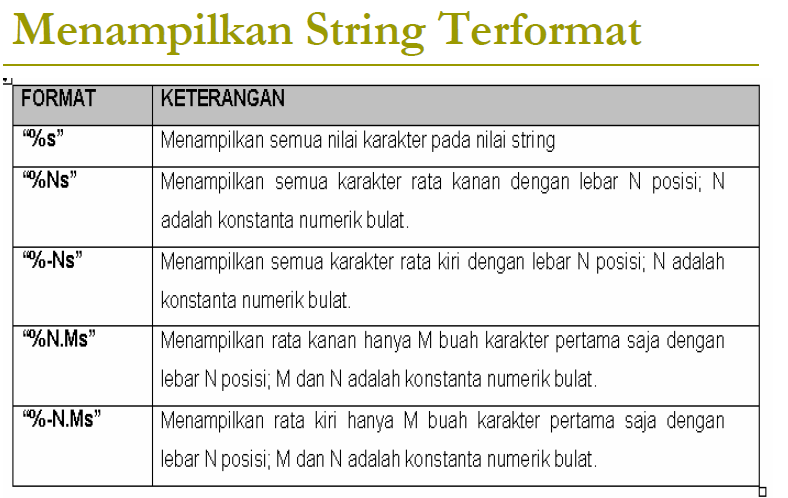 Menampilkan String Terformat
FORMAT KETERANGAN
“%s” Menampilkan semua nilai karakter pada nilai string
“%Ns” Menampilkan semua karakter rata kanan dengan lebar N posisi; N
adalah konstanta numerik bulat.
“%-Ns” Menampilkan semua karakter rata kiri dengan lebar N posisi; N adalah
konstanta numerik bulat.
“%N.Ms” Menampilkan rata kanan hanya M buah karakter pertama saja dengan
lebar N posisi; M dan N adalah konstanta numerik bulat.
“%-N.Ms” Menampilkan rata kiri hanya M buah karakter pertama saja dengan
lebar N posisi; M dan N adalah konstanta numerik bulat.